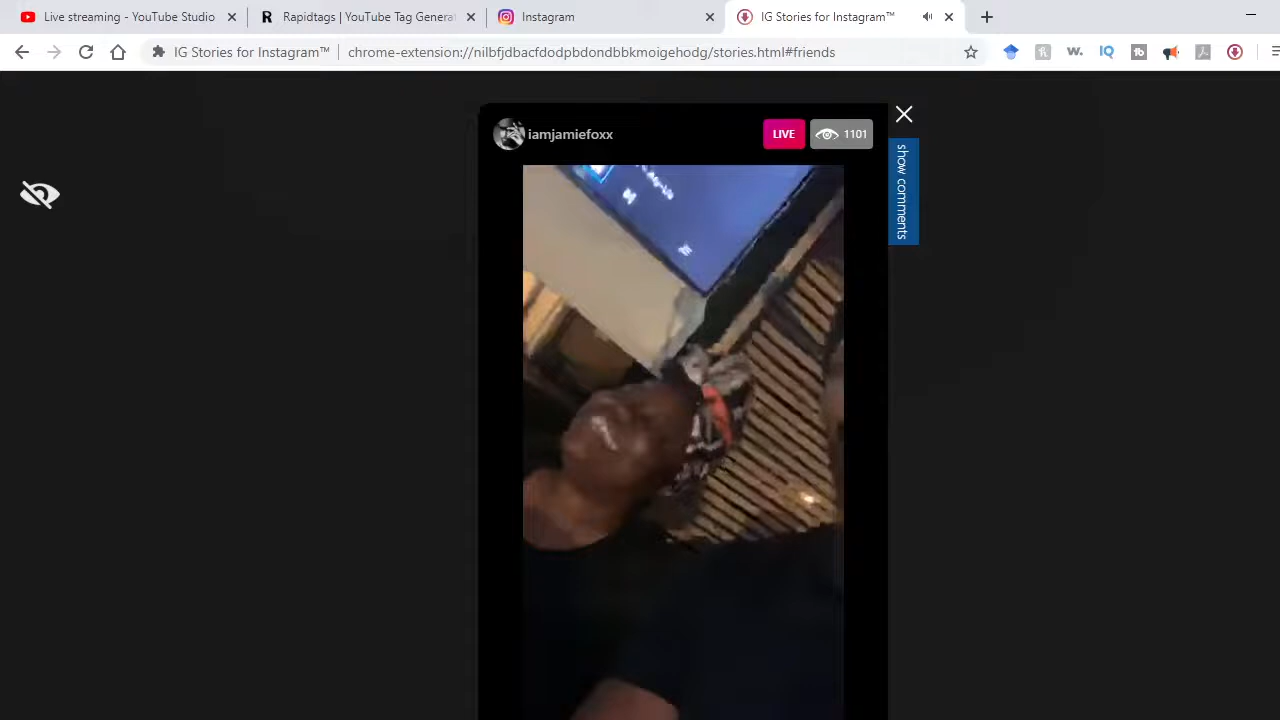 Live streaming - YouTube Studio
Rapidtags | YouTube Tag Genera
Instagram
IG Stories for Instagram™
IG Stories for Instagram™
chrome-extension://nilbfjdbacfdodpbdondbbkmoigehodg/stories.html#friends
iamjamiefoxx
LIVE
1101
show comments